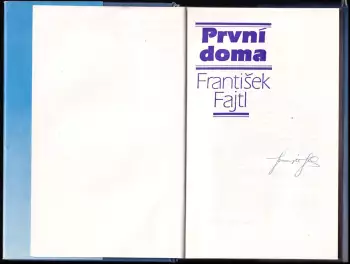 První
doma
František
Fajtl